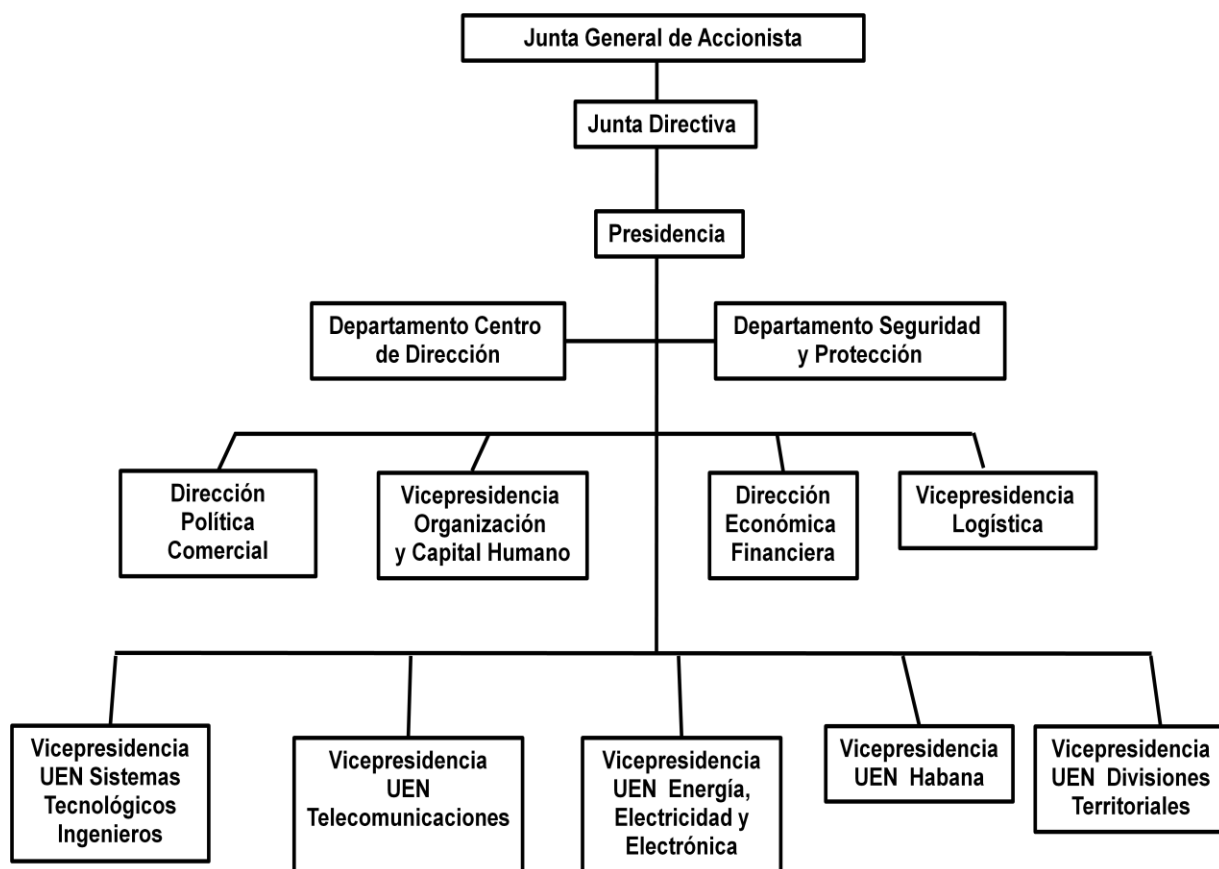 Junta General de Accionista
Junta Directiva
Presidencia
Departamento Centro
de Dirección
Departamento Seguridad
y Protección
Dirección
Política
Comercial
Vicepresidencia
Organización
y Capital Humano
Dirección
Económica
Financiera
Vicepresidencia
Logística
Vicepresidencia
UEN Sistemas
Tecnológicos
Ingenieros
Vicepresidencia
UEN
Telecomunicaciones
Vicepresidencia
UEN Energía,
Electricidad y
Electrónica
Vicepresidencia
UEN Habana
Vicepresidencia
UEN Divisiones
Territoriales